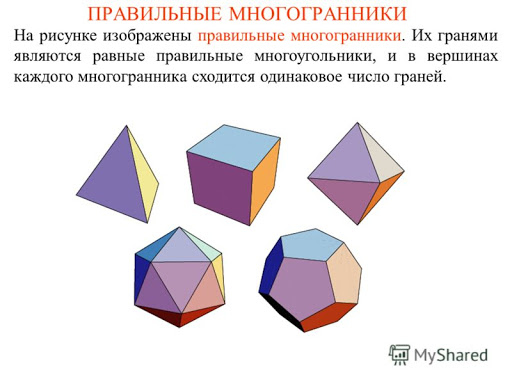 ПРАВИЛЬНЫЕ МНОГОГРАННИКИ
На рисунке изображены правильные многогранники. Их гранями
являются равные правильные многоугольники, и в вершинах
каждого многогранника сходится одинаковое число граней.
MyShared